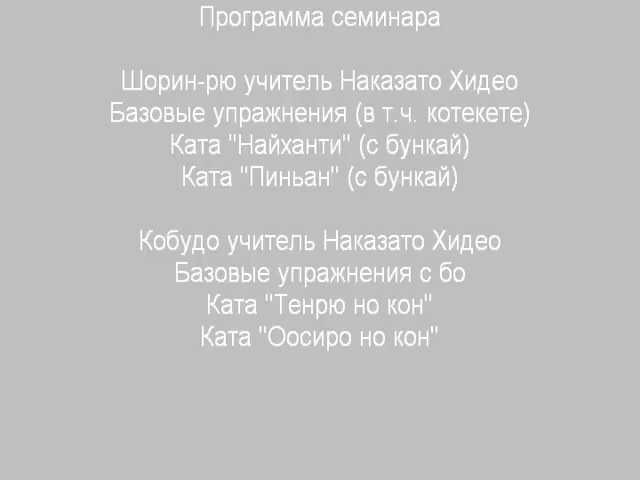 Программа семинара
Шорин-рю учитель Наказато Хидео
Базовые упражнения (в т.ч. котекете)
Ката "Найханти" (с бункай)
Ката "Пиньан" (с бункай)
Кобудо учитель Наказато Хидео
Базовые упражнения с бо
Ката "Тенрю но кон"
Ката "Оосиро но кон"